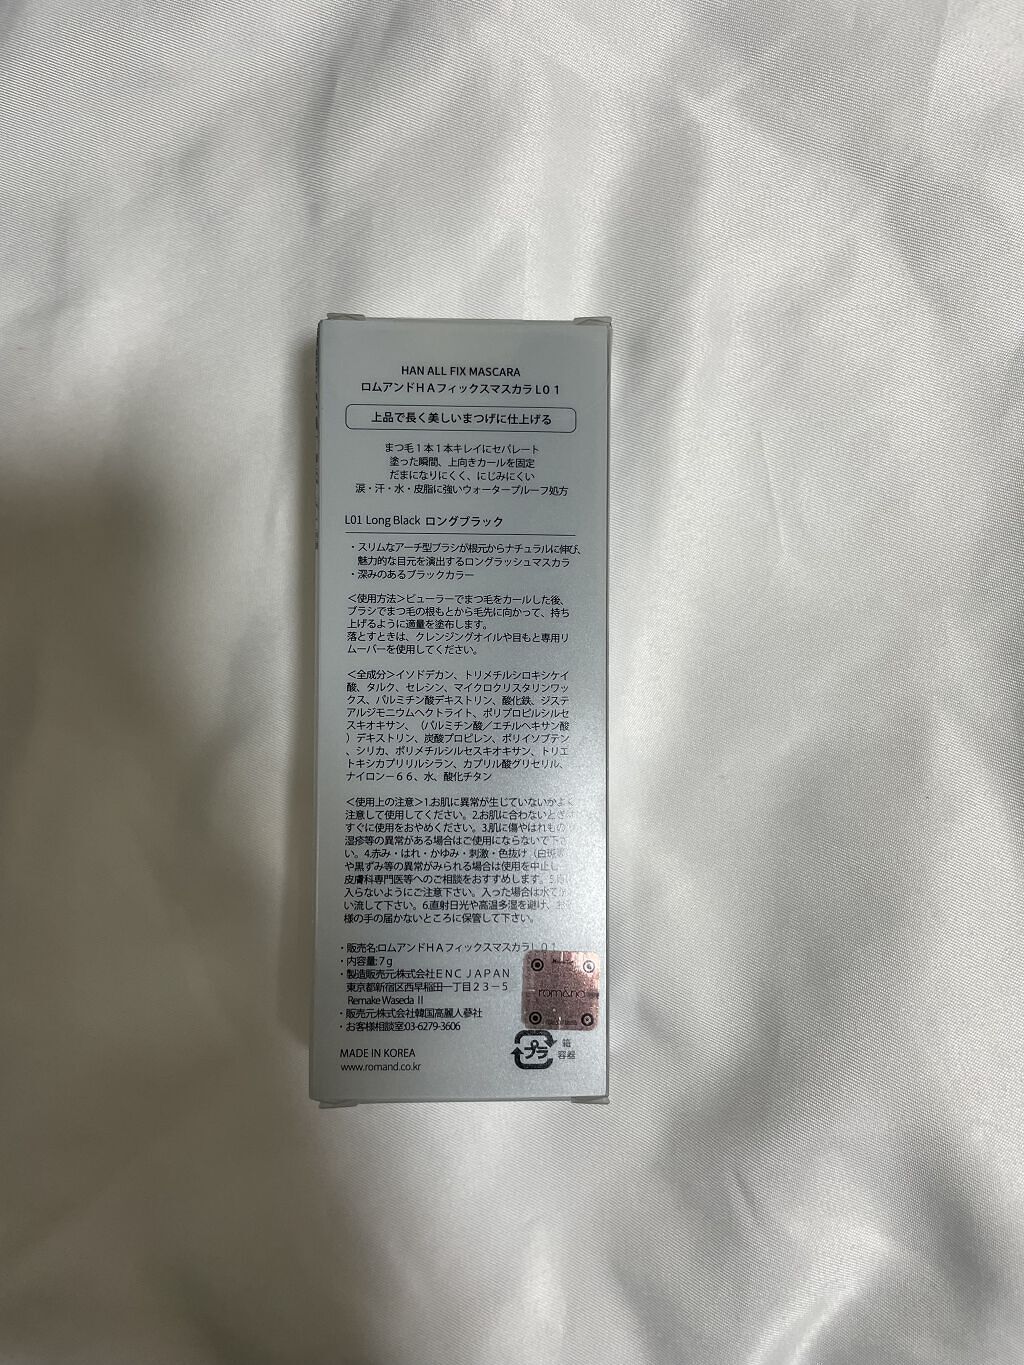 HAN ALL FIX MASCARA
ロムアンドＨＡフィックスマスカラＬ０１
上品で長く美しいまつげに仕上げる
まつ毛１本１本キレイにセパレート
塗った瞬間、上向きカールを固定
だまになりにくく、にじみにくい
涙・汗・水・皮脂に強いウォータープルーフ処方
L01 Long Black ロングブラック
・スリムなアーチ型ブラシが根元からナチュラルに伸び、
魅力的な目元を演出するロングラッシュマスカラ
・深みのあるブラックカラー
＜使用方法＞ビューラーでまつ毛をカールした後、
ブラシでまつ毛の根もとから毛先に向かって、持ち
上げるように適量を塗布します。
落とすときは、クレンジングオイルや目もと専用リ
ムーバーを使用してください。
＜全成分＞イソドデカン、トリメチルシロキシケイ
酸、タルク、セレシン、マイクロクリスタリンワッ
クス、パルミチン酸デキストリン、酸化鉄、ジステ
アルジモニウムヘクトライト、ポリプロピルシルセ
スキオキサン、（パルミチン酸／エチルヘキサン酸
）デキストリン、炭酸プロピレン、ポリイソブテン
、シリカ、ポリメチルシルセスキオキサン、トリエ
トキシカプリリルシラン、カプリル酸グリセリル、
ナイロンー６６、水、酸化チタン
＜使用上の注意＞1.お肌に異常が生じていないかよく
注意して使用してください。2.お肌に合わないときは
すぐに使用をおやめください。3.肌に傷やはれもの
湿疹等の異常がある場合はご使用にならないで下さ
い。4.赤み・はれ・かゆみ・刺激・色抜け（白斑等
や黒ずみ等の異常がみられる場合は使用を中止し
皮膚科専門医等へのご相談をおすすめします。5.
入らないようにご注意下さい。入った場合は水で
い流して下さい。6.直射日光や高温多湿を避け、お
様の手の届かないところに保管して下さい。
・販売名:ロムアンドＨＡフィックスマスカラＬ０１
・内容量: 7ｇ
・製造販売元:株式会社ＥＮＣ ＪＡＰＡＮ
東京都新宿区西早稲田一丁目２３－５
Remake Waseda Ⅱ
・販売元:株式会社韓国高麗人蔘社
・お客様相談室:03-6279-3606
MADE IN KOREA
www.romand.co.kr
rom&nd
プラ
箱
容器